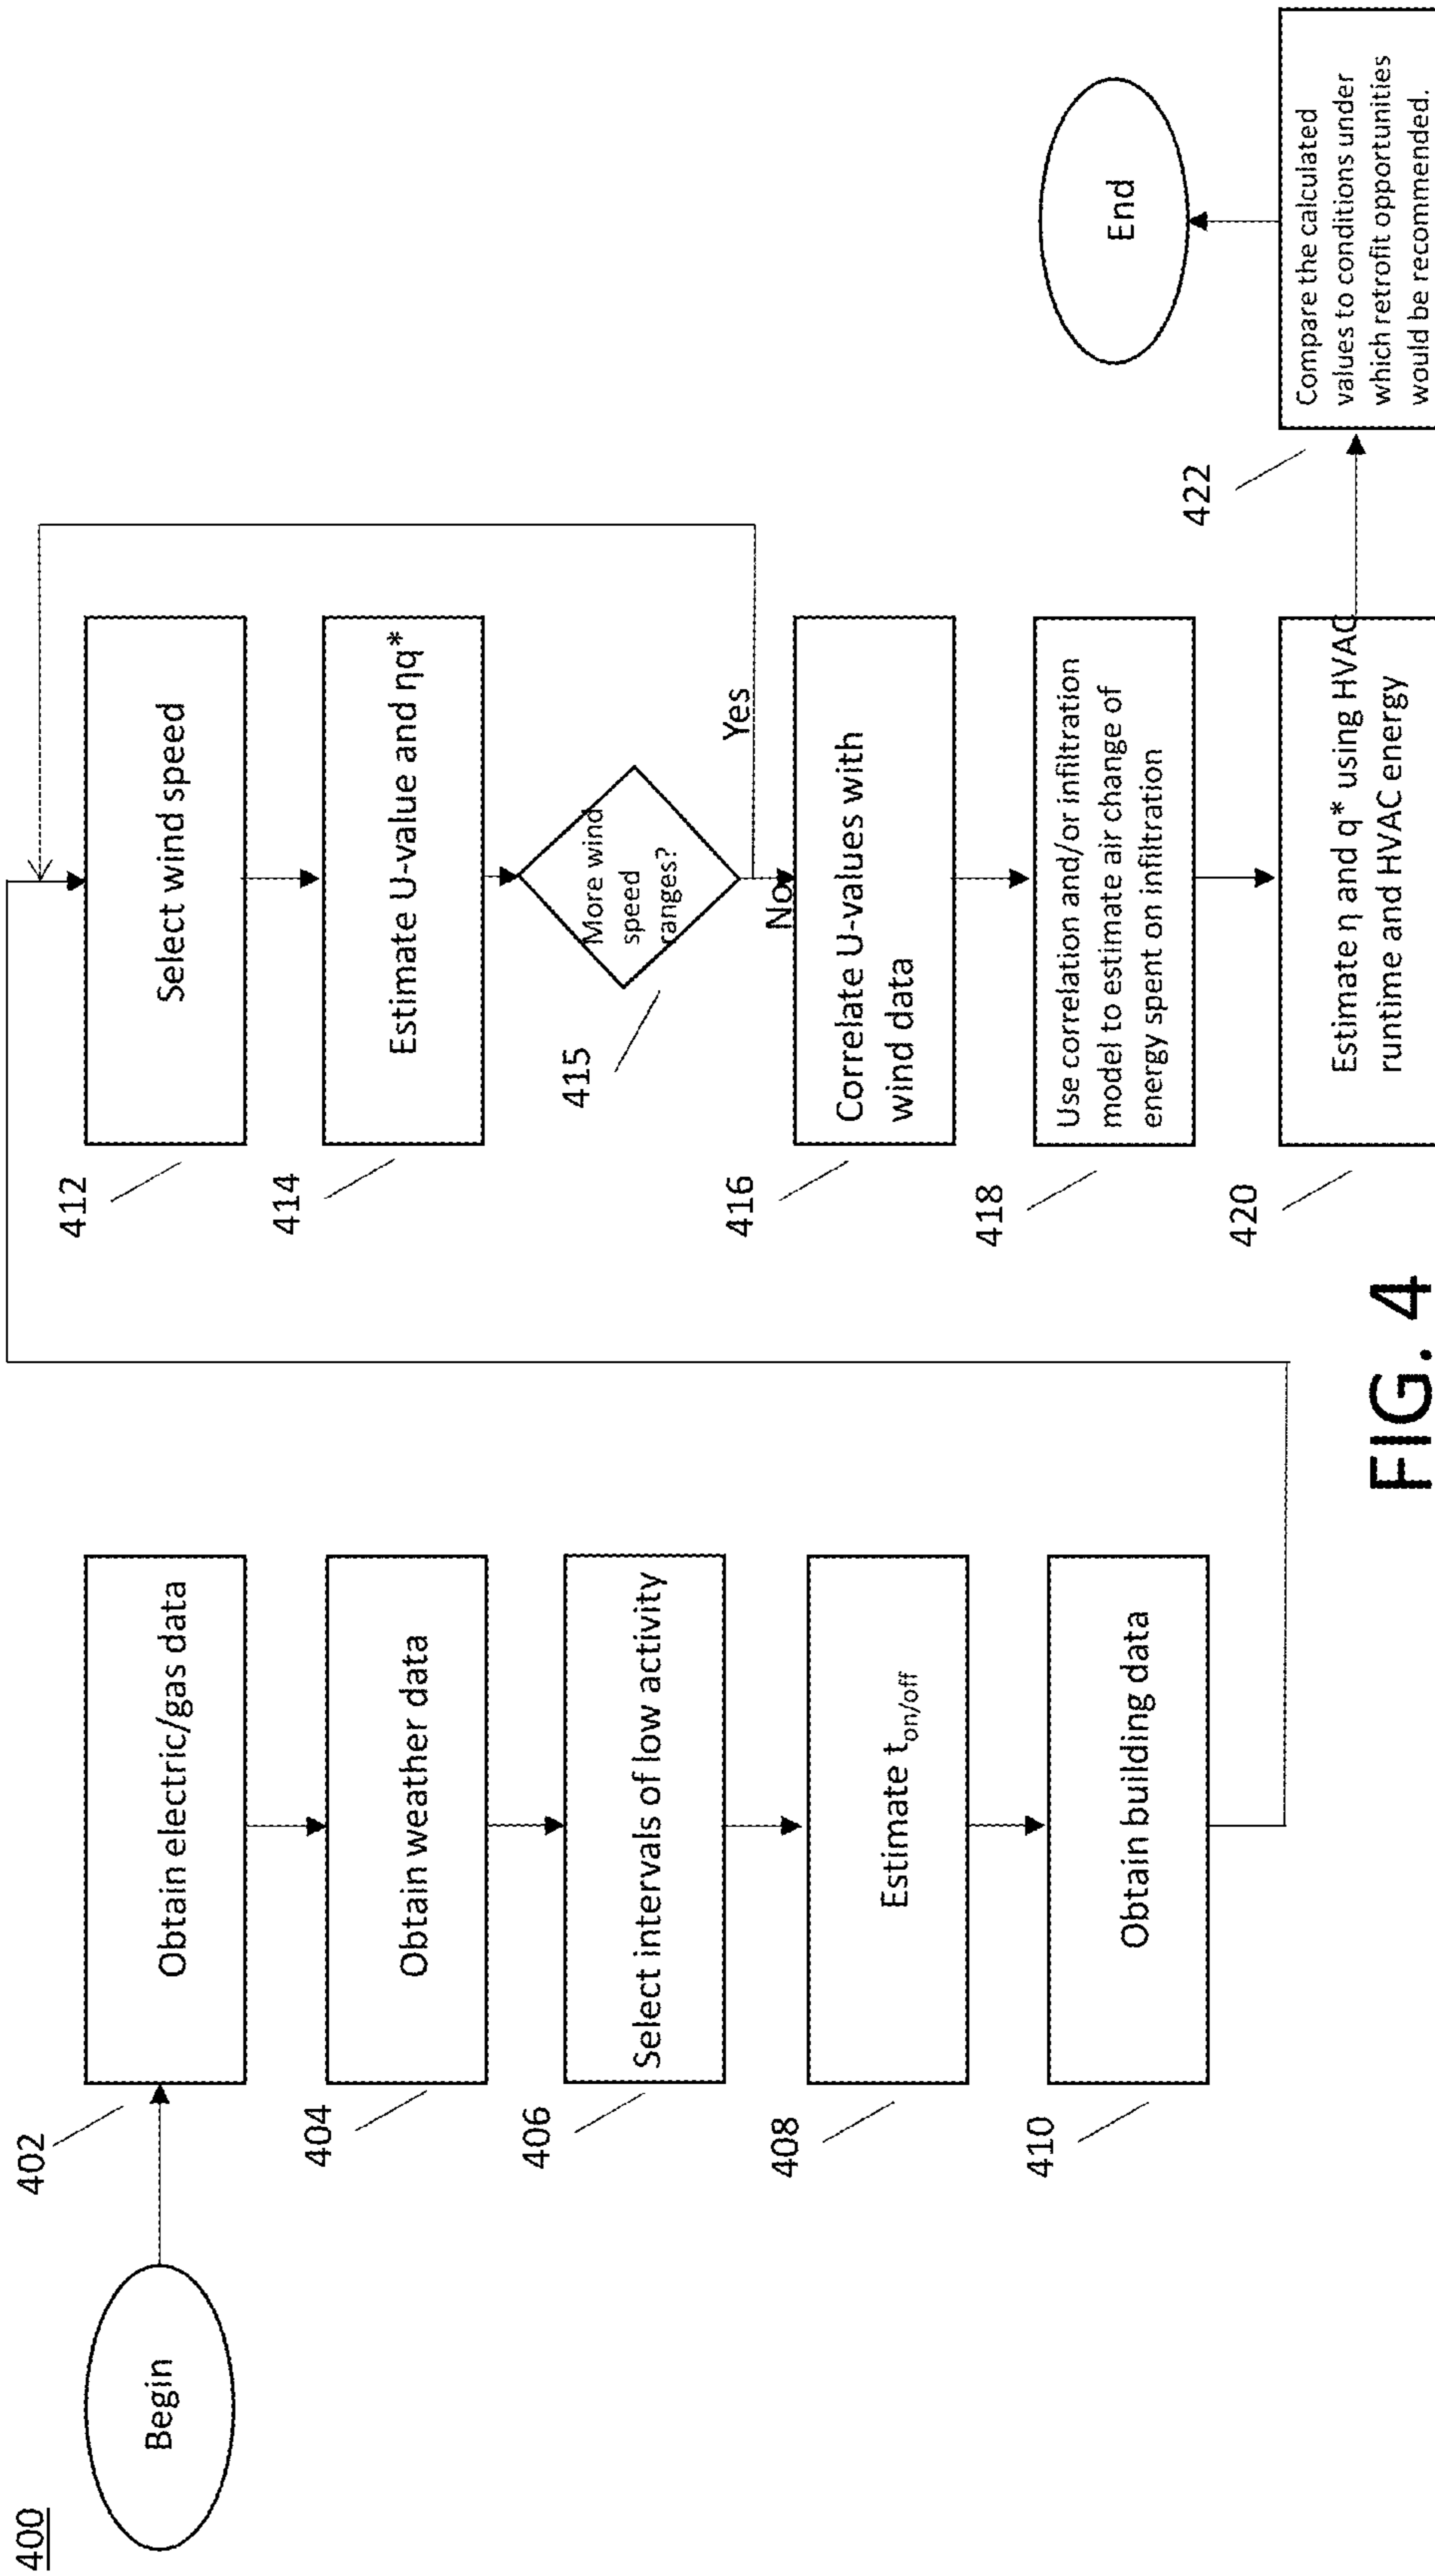 400
Begin
402
Obtain electric/gas data
404
Obtain weather data
406
Select intervals of low activity
408
Estimate t_on/off
410
Obtain building data
412
Select wind speed
414
Estimate U-value and ηq*
415
More wind
speed
ranges?
Yes
No
416
Correlate U-values with
wind data
418
Use correlation and/or infiltration
model to estimate air change of
energy spent on infiltration
420
Estimate η and q* using HVAC
runtime and HVAC energy
422
Compare the calculated
values to conditions under
which retrofit opportunities
would be recommended.
End
FIG. 4